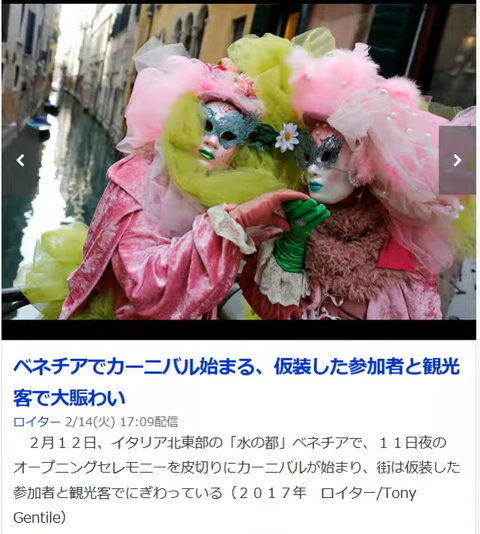 ベネチアでカーニバル始まる、仮装した参加者と観光
客で大賑わい
ロイター 2/14(火) 17:09配信
　２月１２日、イタリア北東部の「水の都」ベネチアで、１１日夜の
オープニングセレモニーを皮切りにカーニバルが始まり、街は仮装した
参加者と観光客でにぎわっている（２０１７年　ロイター/Tony
Gentile）